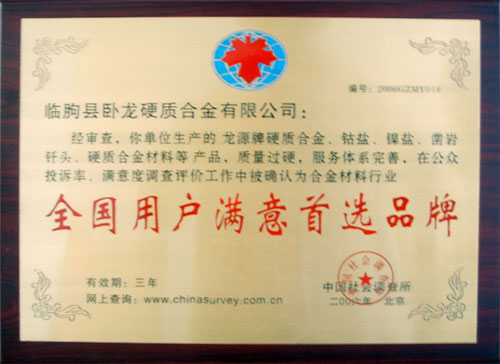 编号：2006GZMY018
临朐县卧龙硬质合金有限公司：
经审查，你单位生产的 龙源牌硬质合金、钴盐、镍盐、凿岩
钎头、硬质合金材料等 产品，质量过硬，服务体系完善，在公众
投诉率、满意度调查评价工作中被确认为合金材料行业
全国用户满意首选品牌
有效期：三年
网上查询：www.chinasurvey.com.cn
中国社会调查所
二00六年 北京